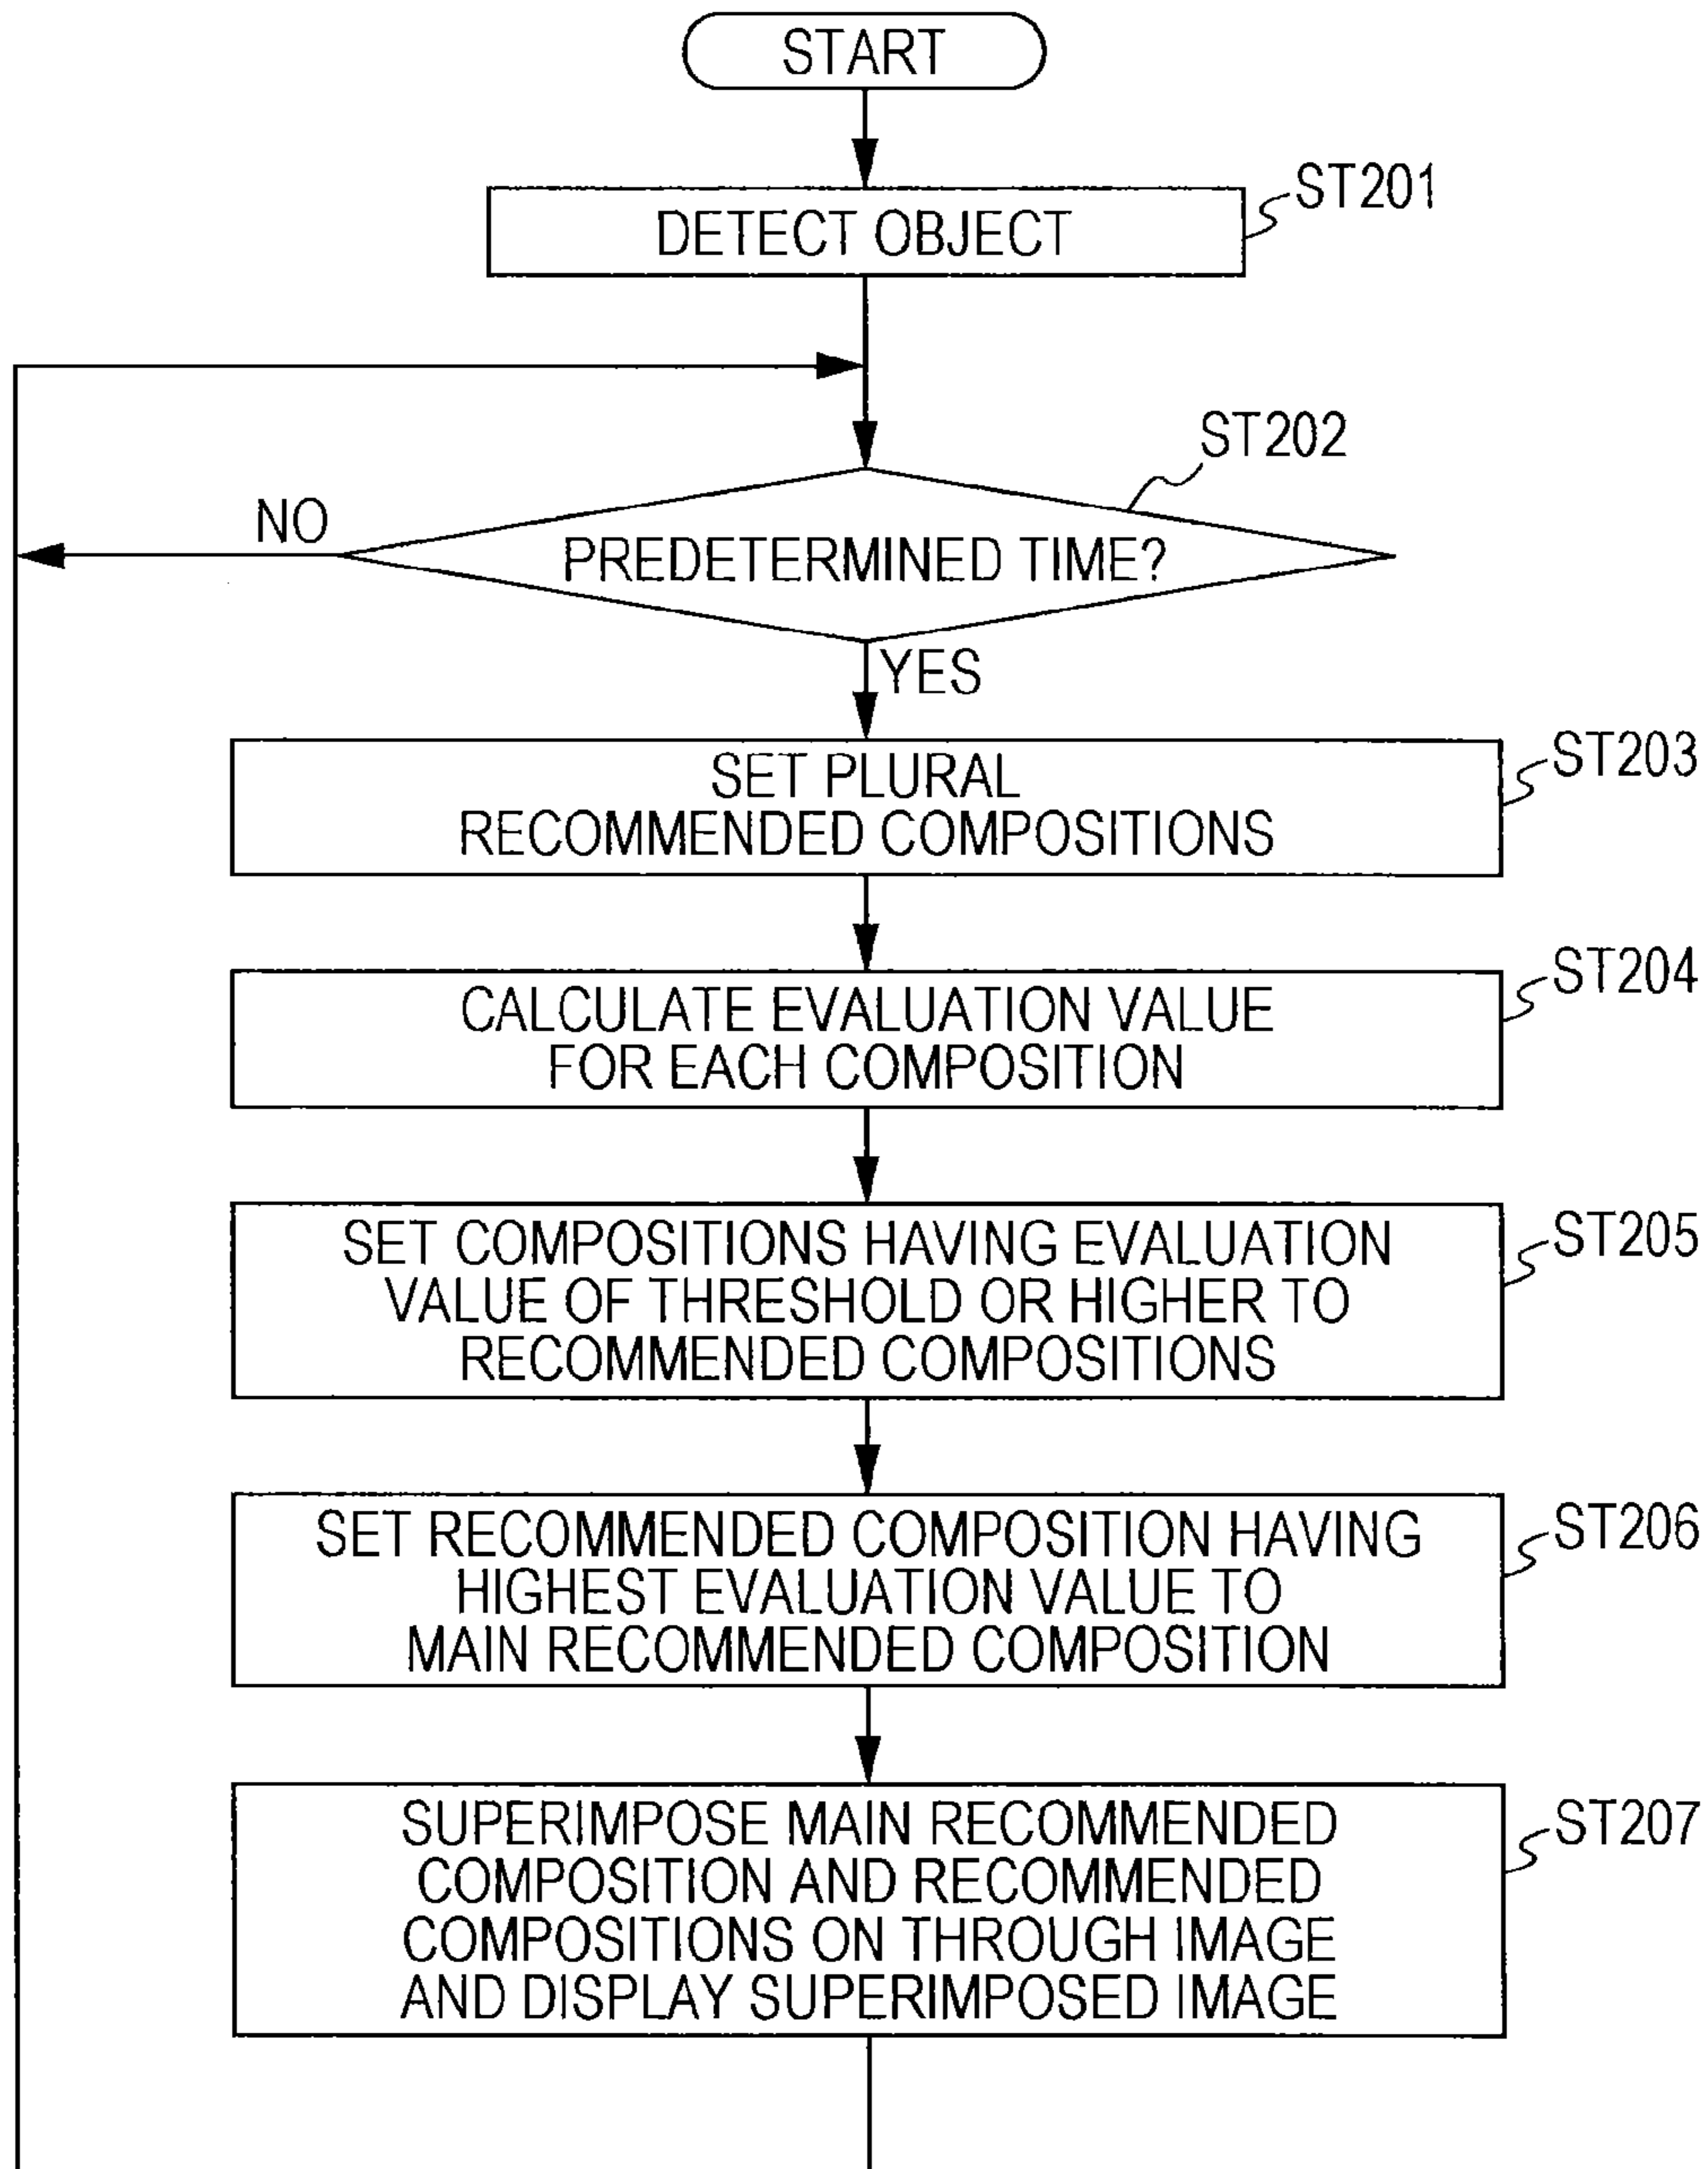 START
DETECT OBJECT
ST201
PREDETERMINED TIME?
ST202
NO
YES
SET PLURAL
RECOMMENDED COMPOSITIONS
ST203
CALCULATE EVALUATION VALUE
FOR EACH COMPOSITION
ST204
SET COMPOSITIONS HAVING EVALUATION
VALUE OF THRESHOLD OR HIGHER TO
RECOMMENDED COMPOSITIONS
ST205
SET RECOMMENDED COMPOSITION HAVING
HIGHEST EVALUATION VALUE TO
MAIN RECOMMENDED COMPOSITION
ST206
SUPERIMPOSE MAIN RECOMMENDED
COMPOSITION AND RECOMMENDED
COMPOSITIONS ON THROUGH IMAGE
AND DISPLAY SUPERIMPOSED IMAGE
ST207